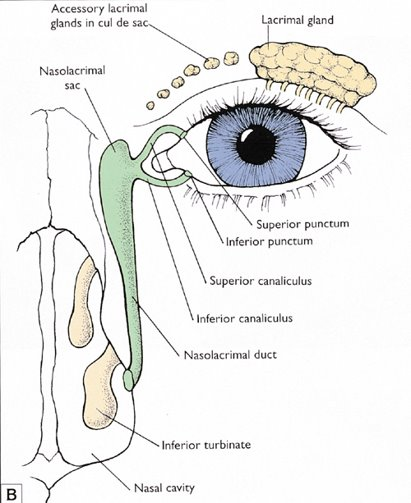 Accessory lacrimal
glands in cul de sac
Lacrimal gland
Nasolacrimal
sac
Superior punctum
Inferior punctum
Superior canaliculus
Inferior canaliculus
Nasolacrimal duct
Inferior turbinate
Nasal cavity
B